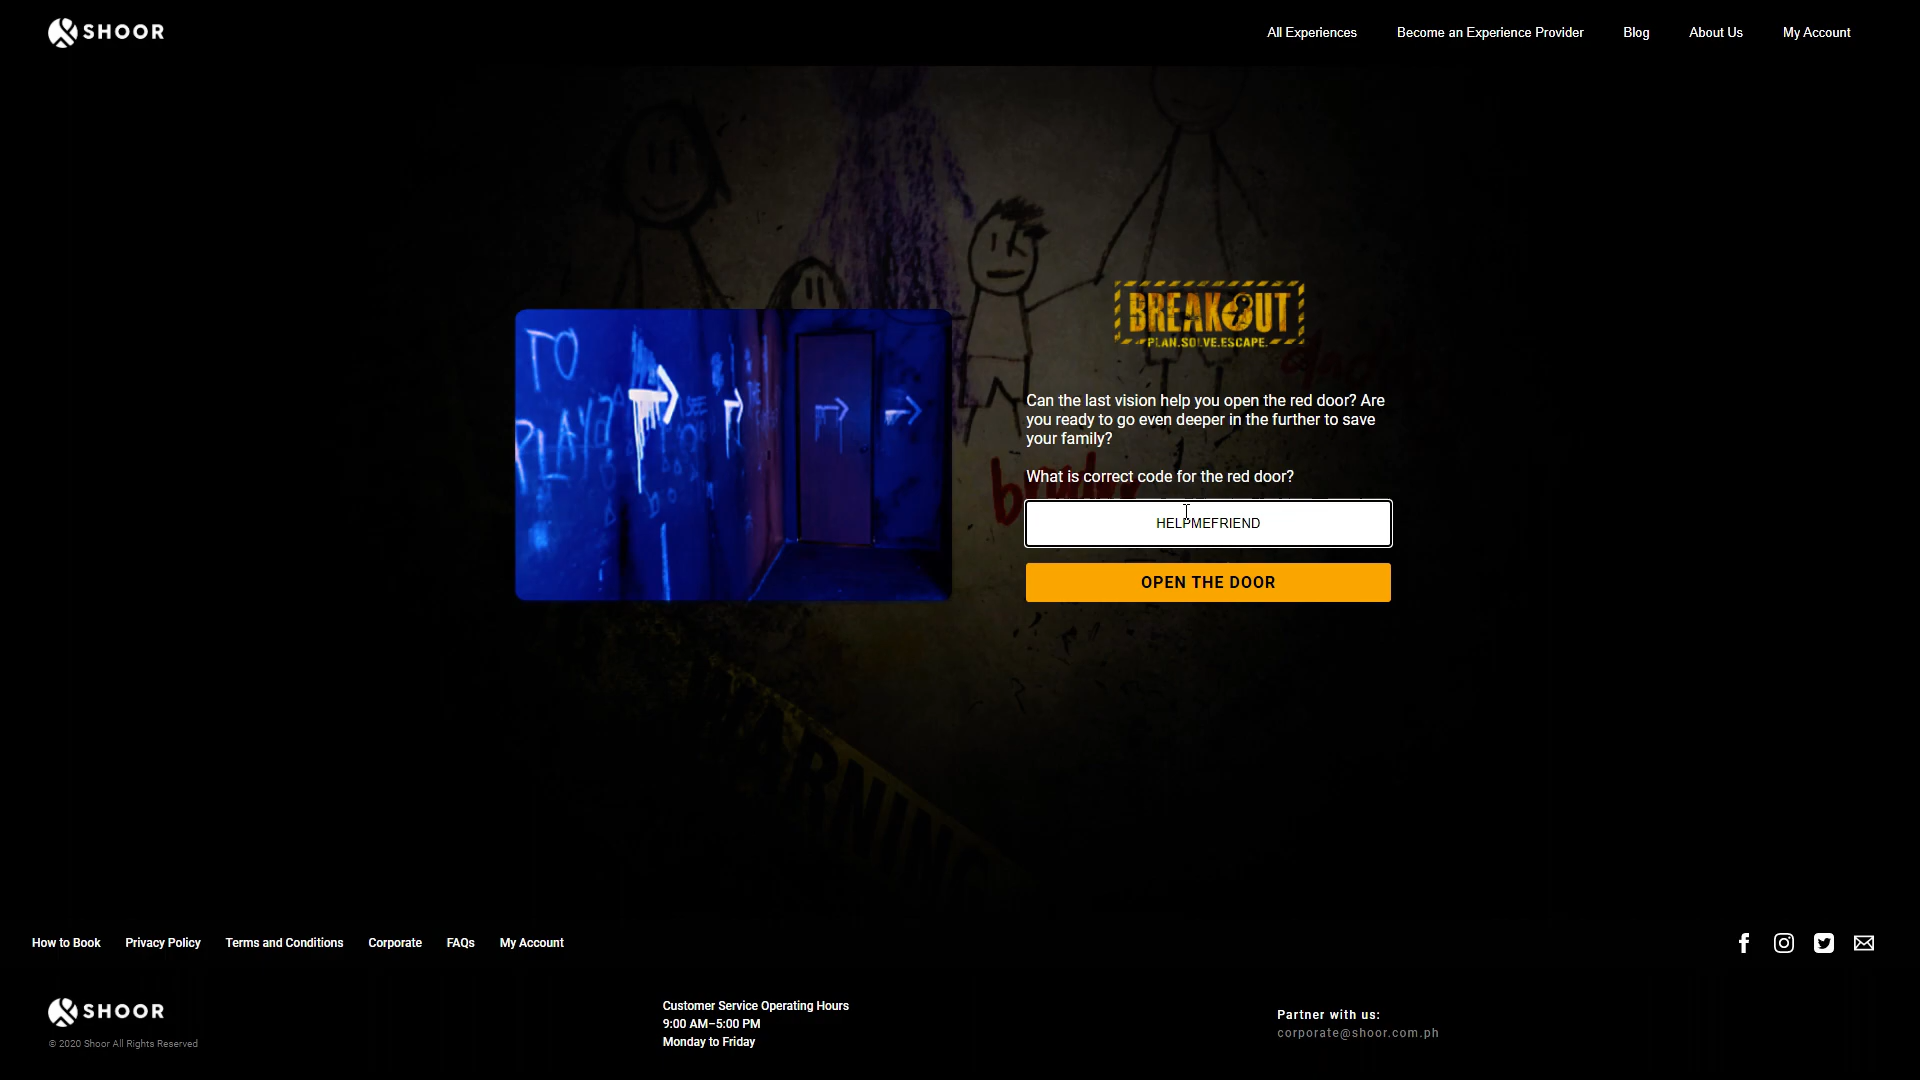 SHOOR
All Experiences
Become an Experience Provider
Blog
About Us
My Account
TO
PLAY?
BREAKOUT
PLAN.SOLVE.ESCAPE.
daddy
Can the last vision help you open the red door? Are
you ready to go even deeper in the further to save
your family?
What is correct code for the red door?
HELPMEFRIEND
OPEN THE DOOR
WARNING
How to Book
Privacy Policy
Terms and Conditions
Corporate
FAQs
My Account
SHOOR
© 2020 Shoor All Rights Reserved
Customer Service Operating Hours
9:00 AM–5:00 PM
Monday to Friday
Partner with us:
corporate@shoor.com.ph